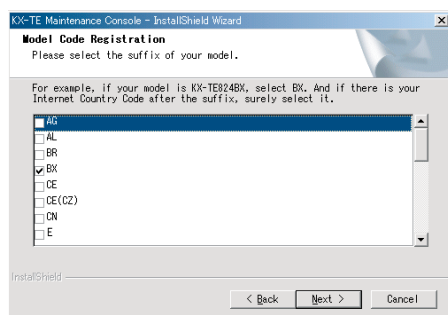 KX-TE Maintenance Console - InstallShield Wizard
Model Code Registration
Please select the suffix of your model.
For example, if your model is KX-TE824BX, select BX. And if there is your
Internet Country Code after the suffix, surely select it.
AG
AL
BR
BX
CE
CE(CZ)
CN
E
InstallShield
< Back
Next >
Cancel